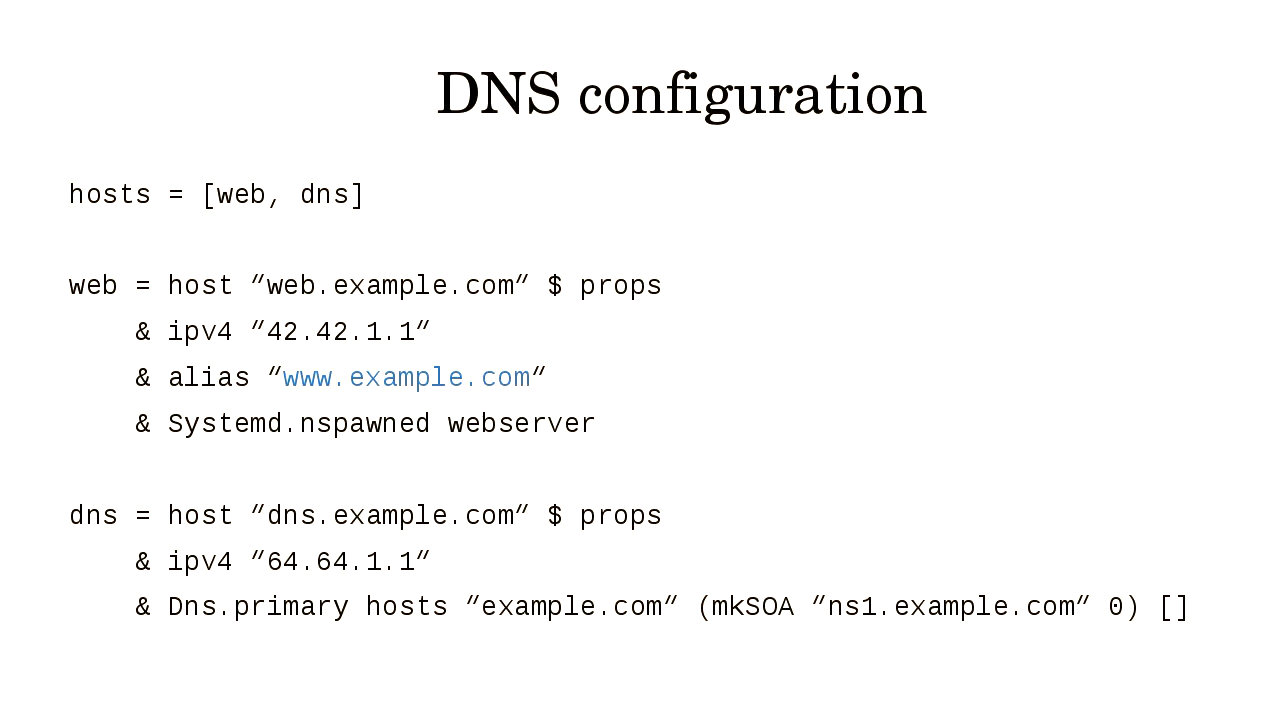 DNS configuration
hosts = [web, dns]
web = host ”web.example.com” $ props
    & ipv4 ”42.42.1.1”
    & alias ”www.example.com”
    & Systemd.nspawned webserver
dns = host ”dns.example.com” $ props
    & ipv4 ”64.64.1.1”
    & Dns.primary hosts ”example.com” (mkSOA ”ns1.example.com” 0) []